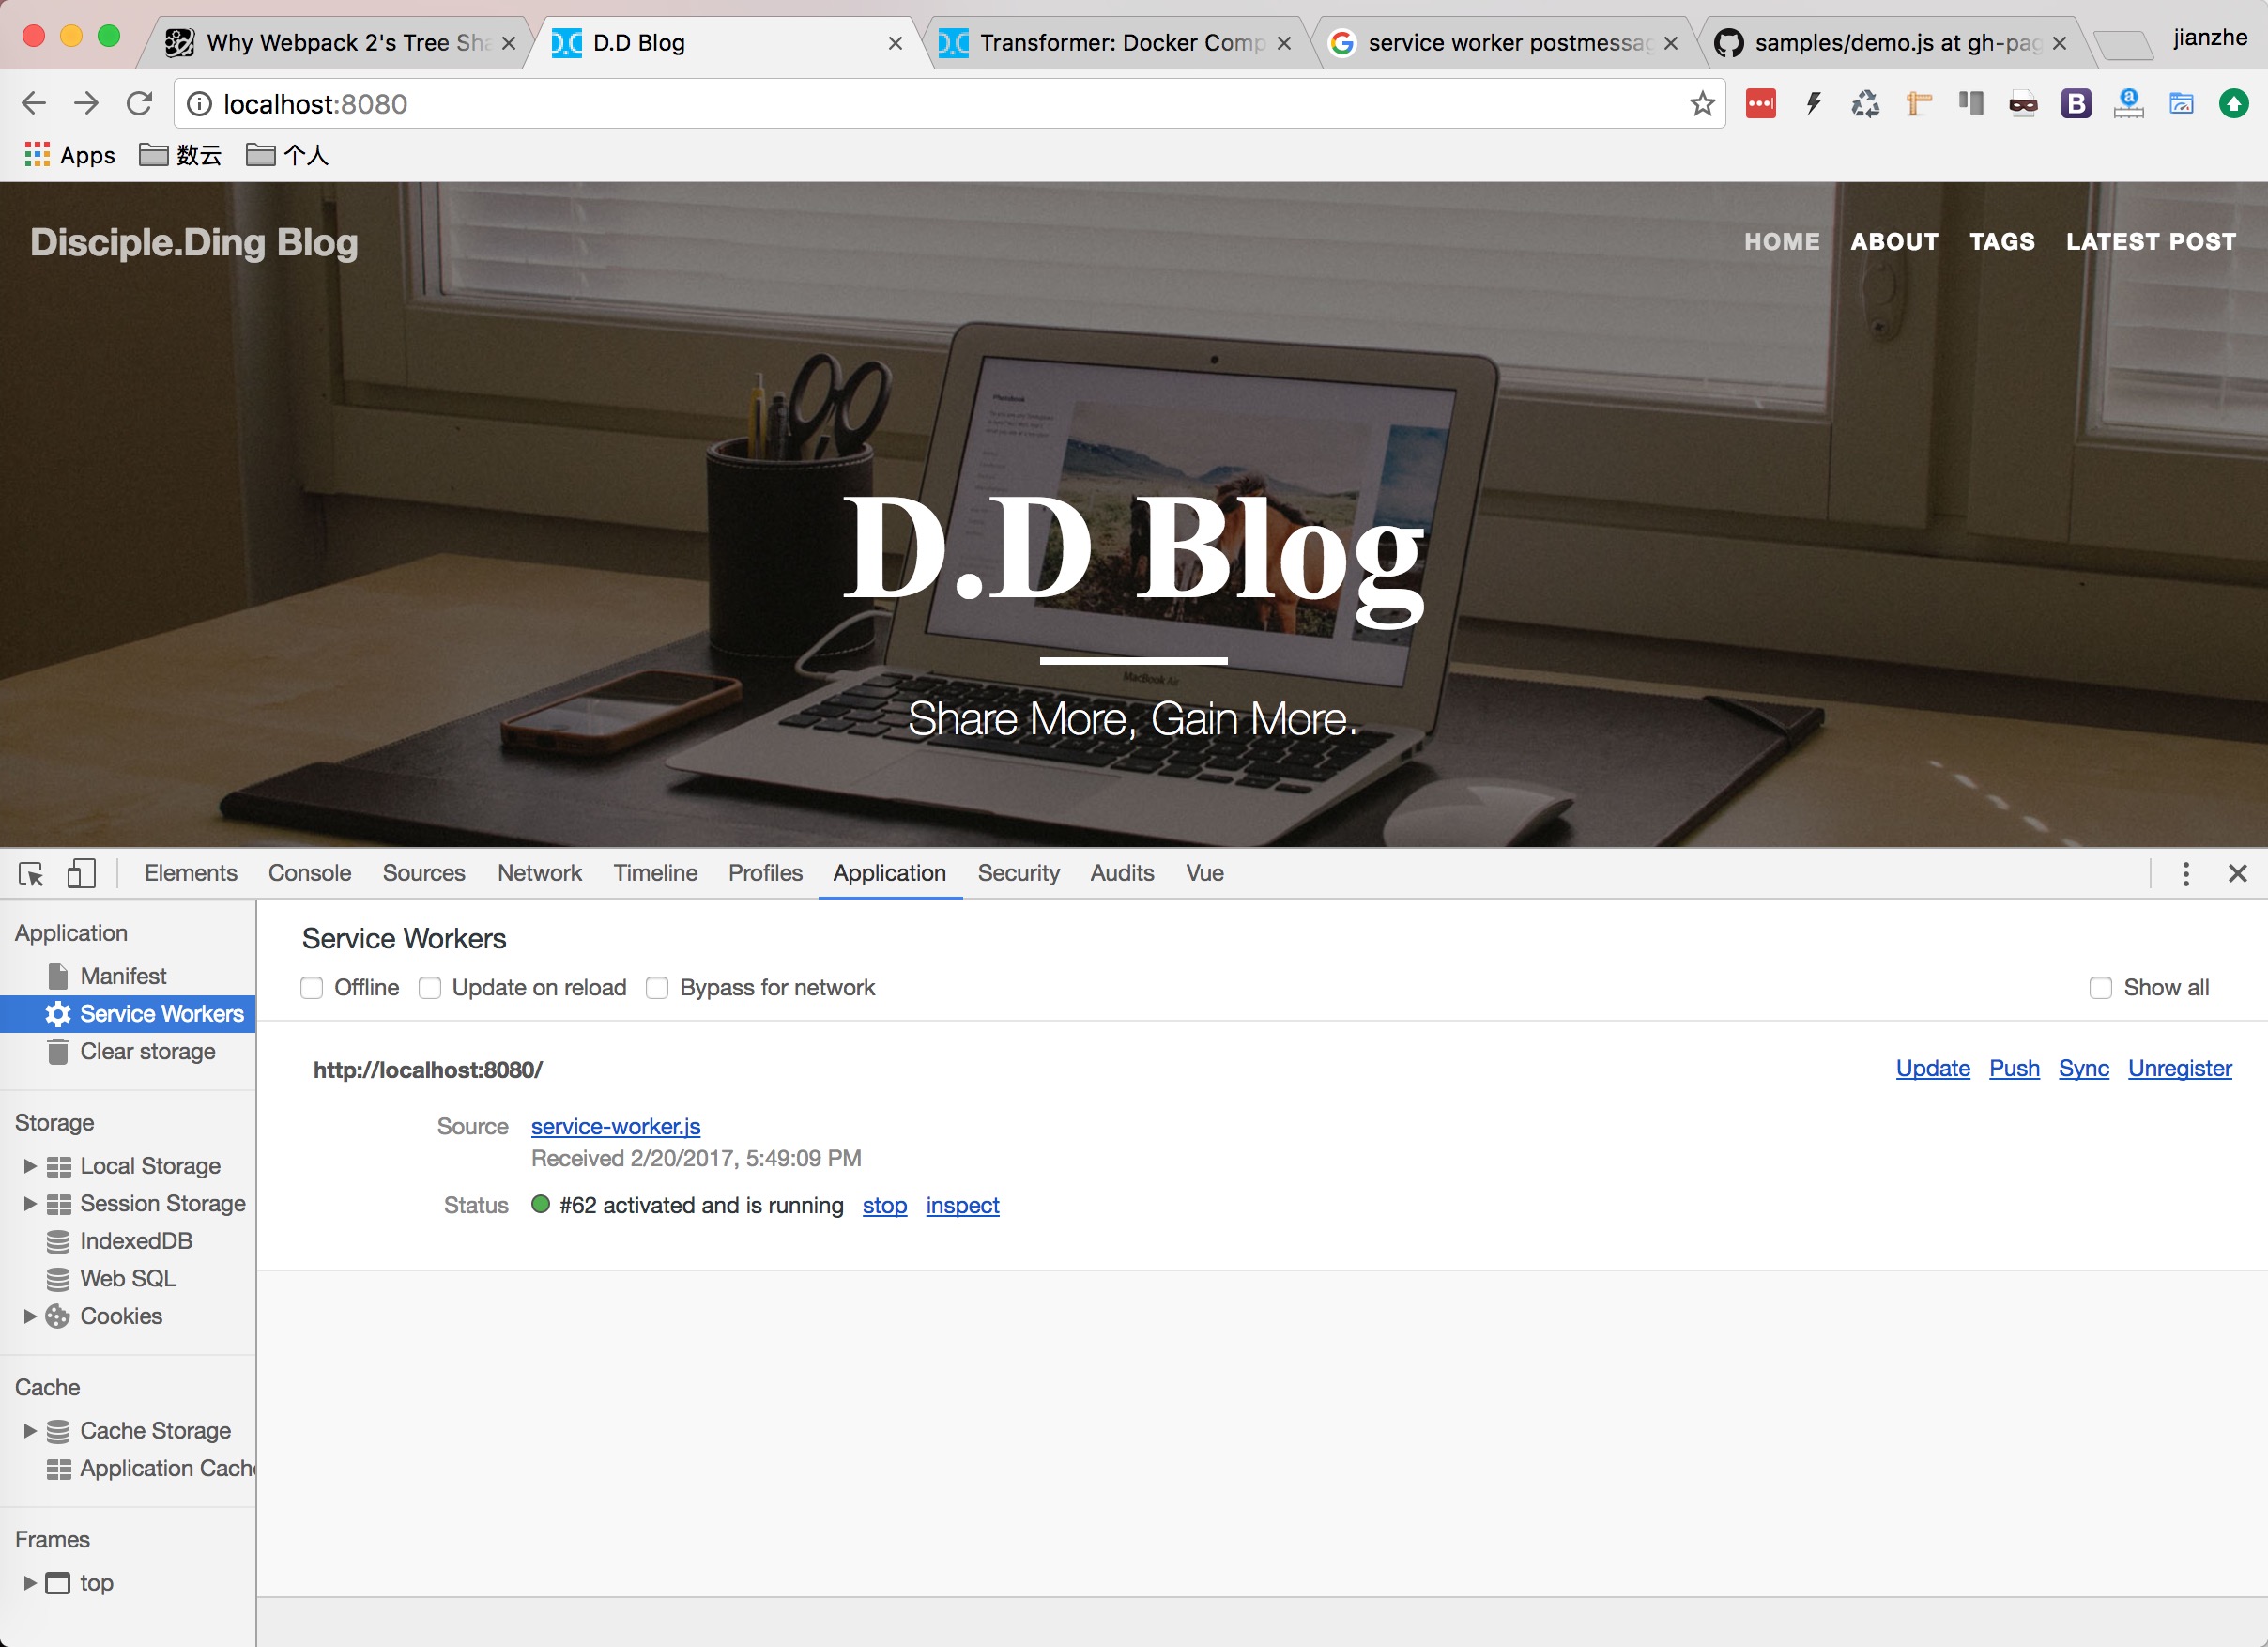 Why Webpack 2's Tree Sha
D.D Blog
Transformer: Docker Comp
service worker postmessag
samples/demo.js at gh-pag
jianzhe
localhost:8080
Apps
数云
个人
Disciple.Ding Blog
HOME ABOUT TAGS LATEST POST
D.D Blog
MacBook Air
Share More, Gain More.
Elements Console Sources Network Timeline Profiles Application Security Audits Vue
Application
Manifest
Service Workers
Clear storage
Storage
Local Storage
Session Storage
IndexedDB
Web SQL
Cookies
Cache
Cache Storage
Application Cach
Frames
top
Service Workers
Offline Update on reload Bypass for network Show all
http://localhost:8080/ Update Push Sync Unregister
Source service-worker.js
Received 2/20/2017, 5:49:09 PM
Status #62 activated and is running stop inspect